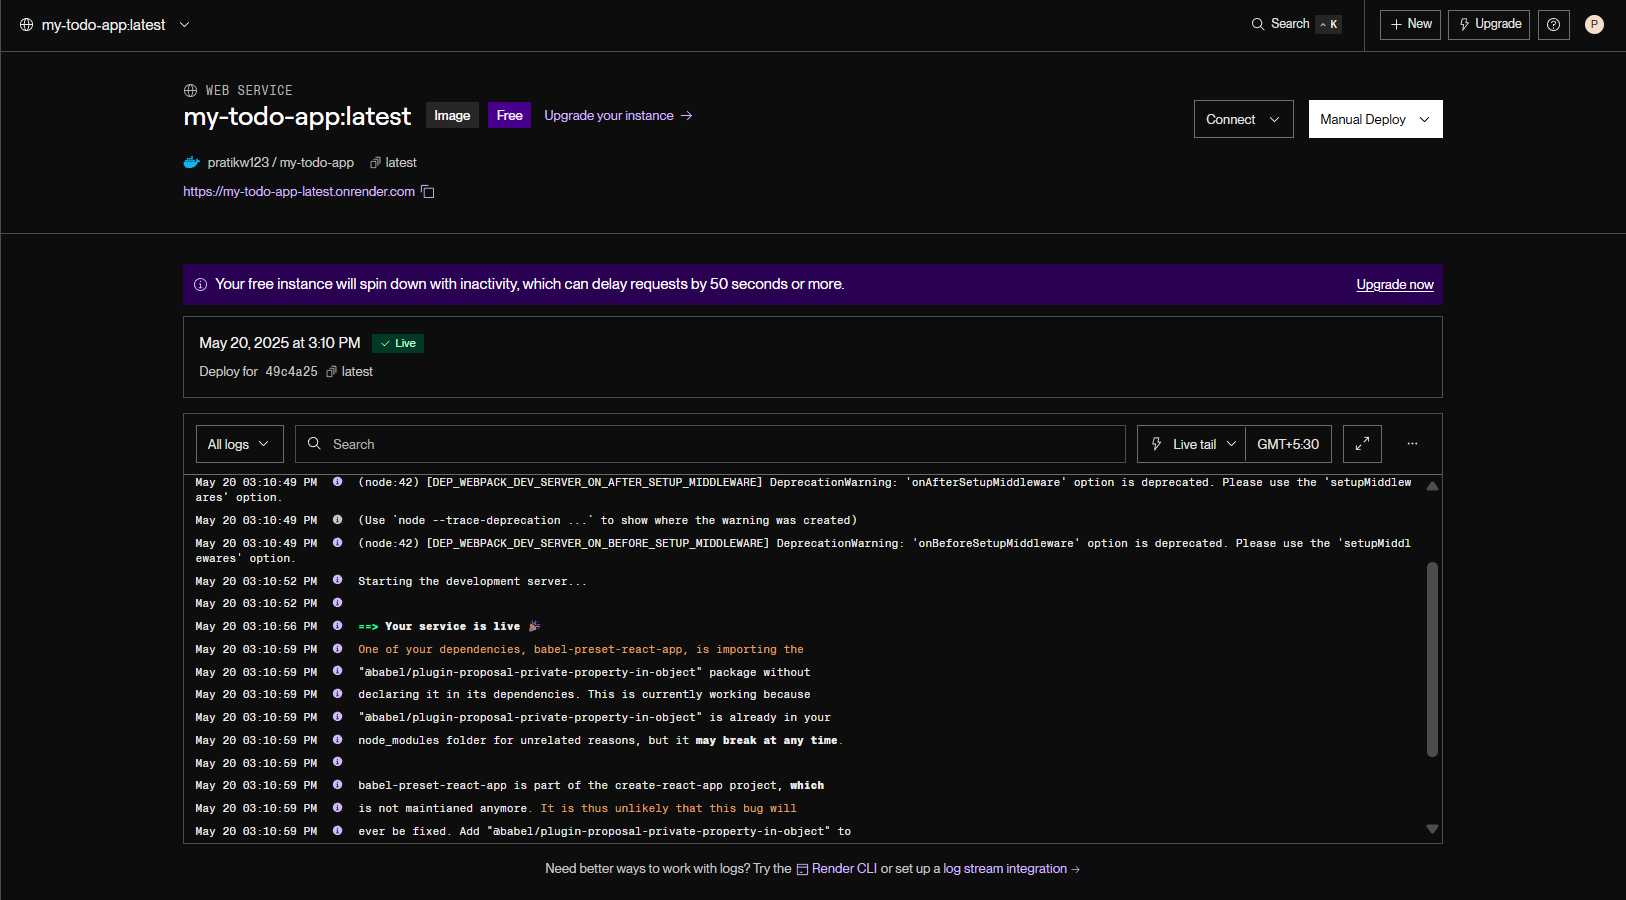 my-todo-app:latest
Search ^ K
+ New
Upgrade
P
WEB SERVICE
my-todo-app:latest Image Free Upgrade your instance →
Connect
Manual Deploy
pratikw123 / my-todo-app latest
https://my-todo-app-latest.onrender.com
Your free instance will spin down with inactivity, which can delay requests by 50 seconds or more.
Upgrade now
May 20, 2025 at 3:10 PM ✓ Live
Deploy for 49c4a25 latest
All logs
Search
Live tail
GMT+5:30
...
May 20 03:10:49 PM (node:42) [DEP_WEBPACK_DEV_SERVER_ON_AFTER_SETUP_MIDDLEWARE] DeprecationWarning: 'onAfterSetupMiddleware' option is deprecated. Please use the 'setupMiddlew
ares' option.
May 20 03:10:49 PM (Use `node --trace-deprecation ...` to show where the warning was created)
May 20 03:10:49 PM (node:42) [DEP_WEBPACK_DEV_SERVER_ON_BEFORE_SETUP_MIDDLEWARE] DeprecationWarning: 'onBeforeSetupMiddleware' option is deprecated. Please use the 'setupMiddl
ewares' option.
May 20 03:10:52 PM Starting the development server...
May 20 03:10:52 PM
May 20 03:10:56 PM ==> Your service is live 🎉
May 20 03:10:59 PM One of your dependencies, babel-preset-react-app, is importing the
May 20 03:10:59 PM "@babel/plugin-proposal-private-property-in-object" package without
May 20 03:10:59 PM declaring it in its dependencies. This is currently working because
May 20 03:10:59 PM "@babel/plugin-proposal-private-property-in-object" is already in your
May 20 03:10:59 PM node_modules folder for unrelated reasons, but it may break at any time.
May 20 03:10:59 PM
May 20 03:10:59 PM babel-preset-react-app is part of the create-react-app project, which
May 20 03:10:59 PM is not maintianed anymore. It is thus unlikely that this bug will
May 20 03:10:59 PM ever be fixed. Add "@babel/plugin-proposal-private-property-in-object" to
Need better ways to work with logs? Try the Render CLI or set up a log stream integration →